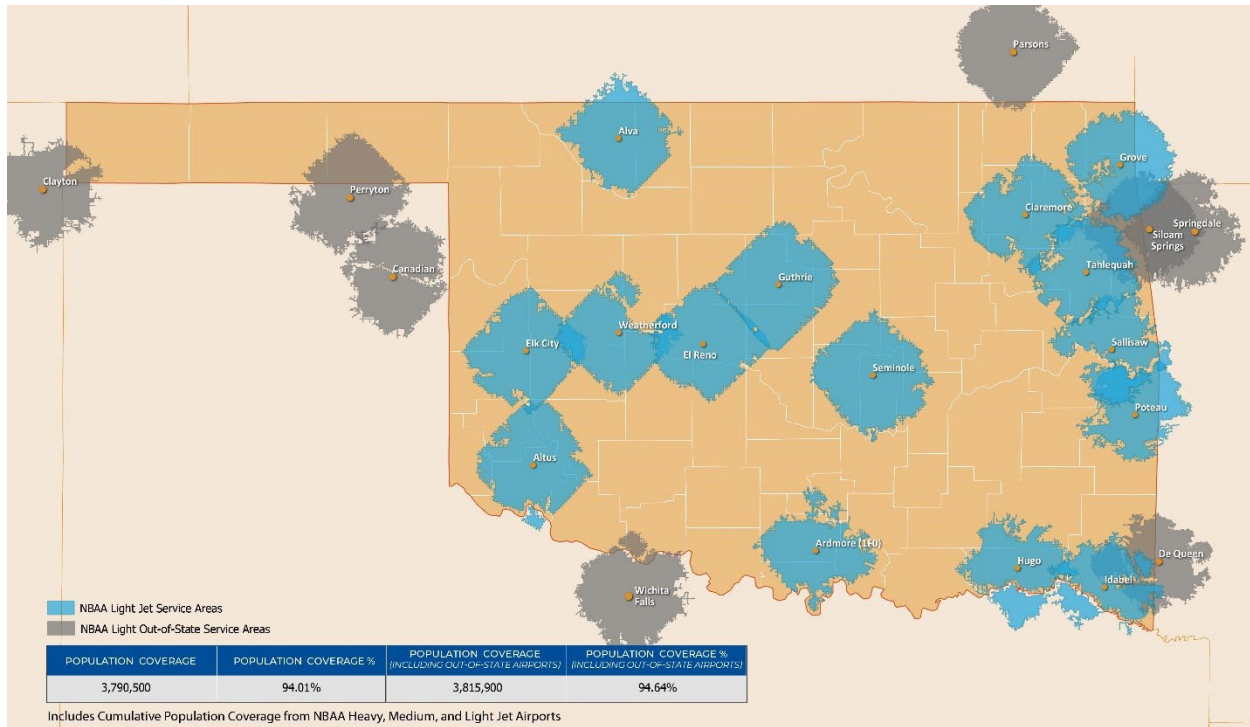 Parsons
Alva
Grove
Clayton
Perryton
Claremore
Springdale
Siloam
Springs
Canadian
Tahlequah
Guthrie
Weatherford
Elk City
El Reno
Sallisaw
Seminole
Poteau
Altus
Ardmore (1F0)
De Queen
Hugo
Idabel
Wichita
Falls
NBAA Light Jet Service Areas
NBAA Light Out-of-State Service Areas
POPULATION COVERAGE
POPULATION COVERAGE %
POPULATION COVERAGE
(INCLUDING OUT-OF-STATE AIRPORTS)
POPULATION COVERAGE %
(INCLUDING OUT-OF-STATE AIRPORTS)
3,790,500
94.01%
3,815,900
94.64%
Includes Cumulative Population Coverage from NBAA Heavy, Medium, and Light Jet Airports